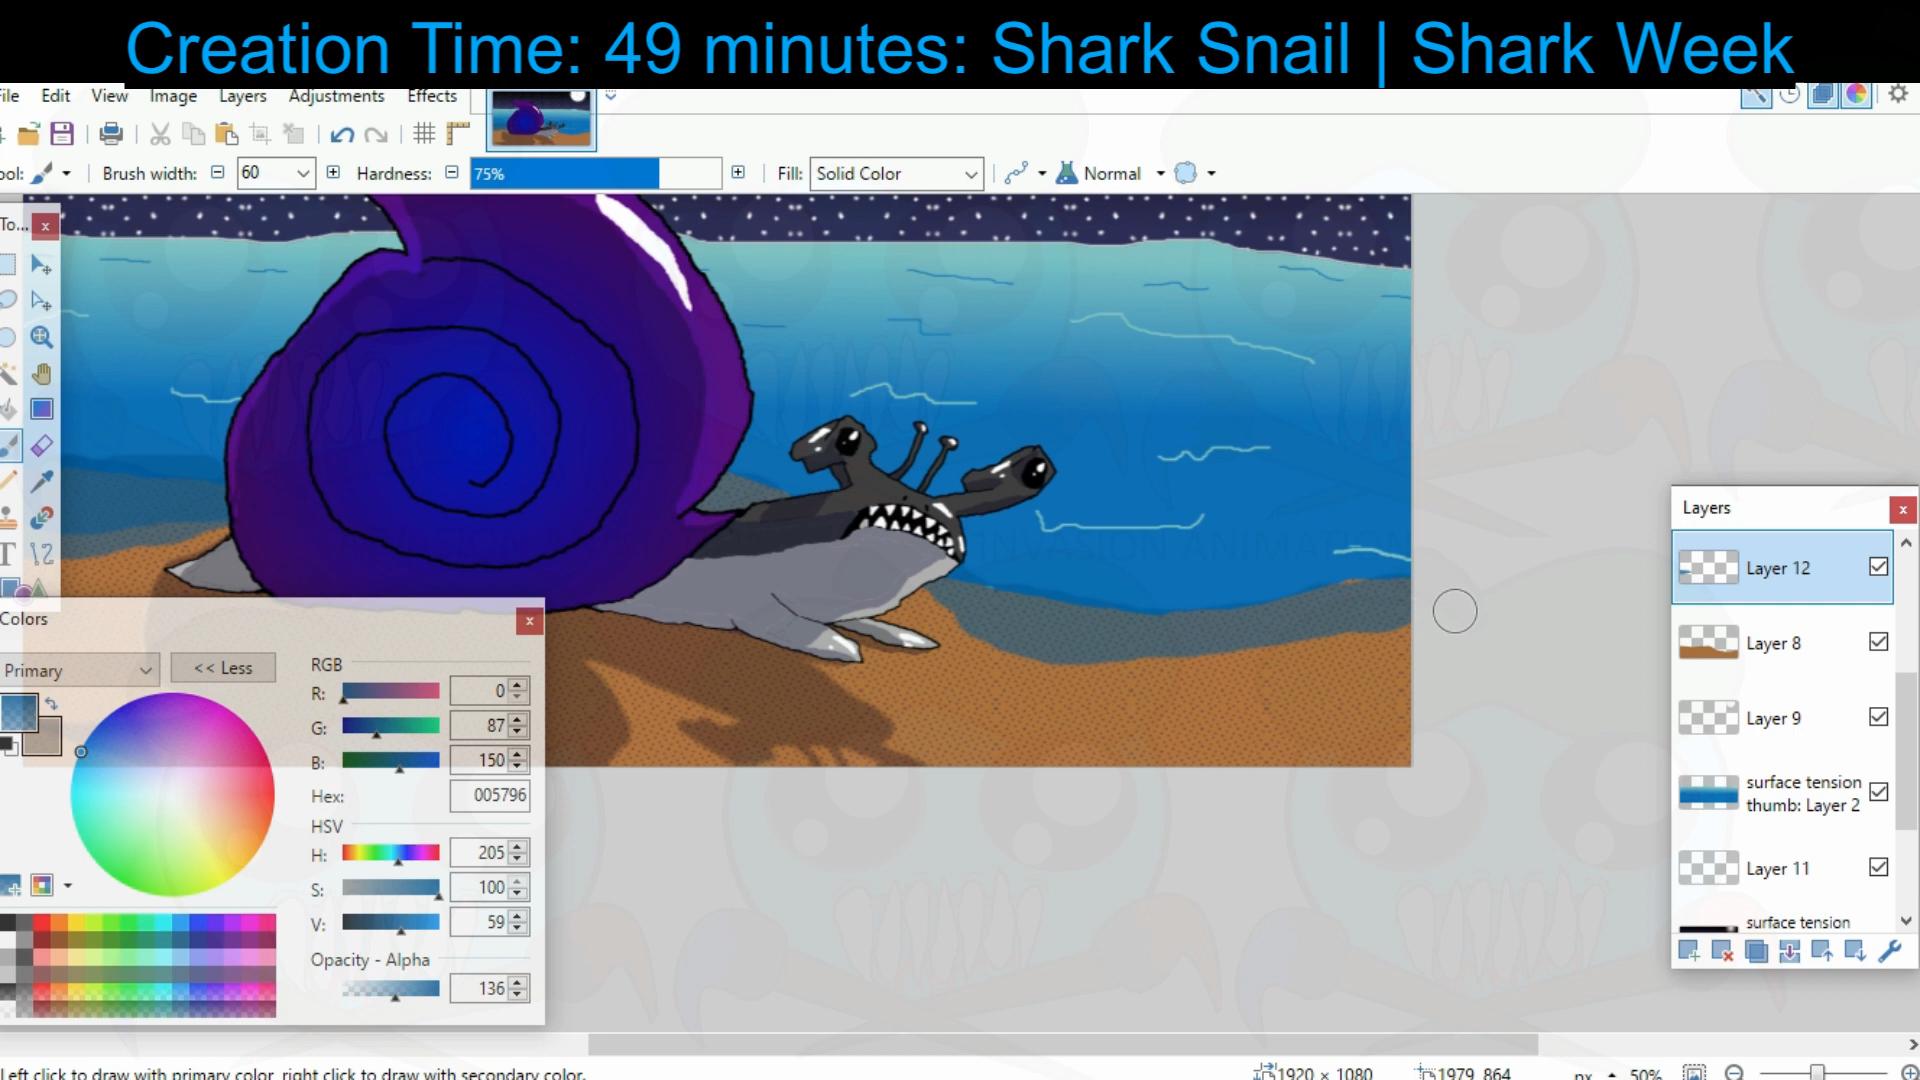 Creation Time: 49 minutes: Shark Snail | Shark Week
File Edit View Image Layers Adjustments Effects
ool: Brush width: 60 Hardness: 75% Fill: Solid Color Normal
To...
Colors
Primary << Less
RGB
R: 0
G: 87
B: 150
Hex: 005796
HSV
H: 205
S: 100
V: 59
Opacity - Alpha
136
Layers
Layer 12
Layer 8
Layer 9
surface tension
thumb: Layer 2
Layer 11
surface tension
Left click to draw with primary color, right click to draw with secondary color.
1920 × 1080 1979, 864 px 50%